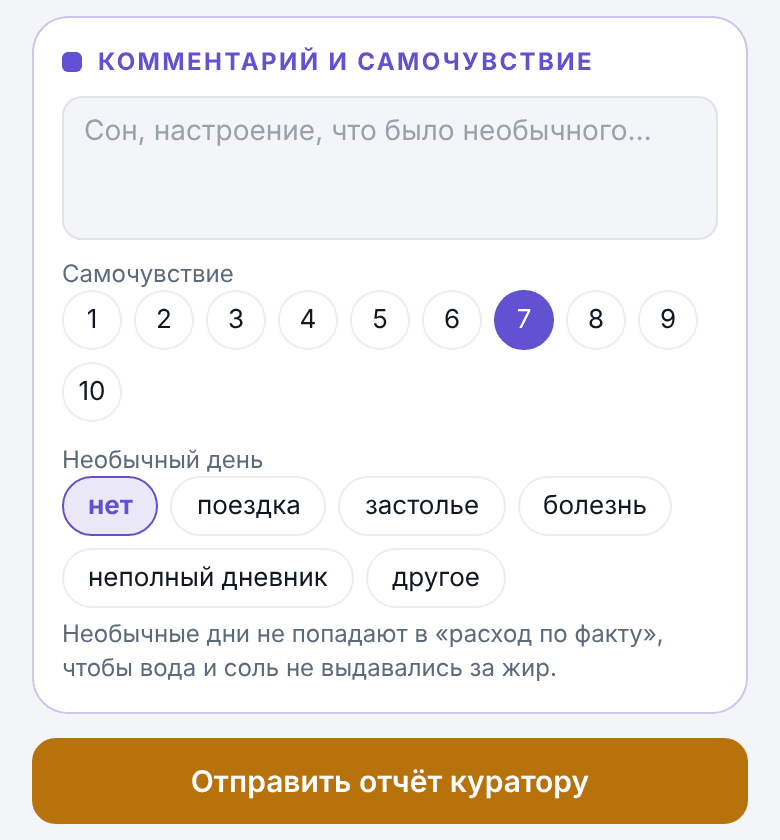 КОММЕНТАРИЙ И САМОЧУВСТВИЕ
Сон, настроение, что было необычного...
Самочувствие
1 2 3 4 5 6 7 8 9
10
Необычный день
нет поездка застолье болезнь
неполный дневник другое
Необычные дни не попадают в «расход по факту»,
чтобы вода и соль не выдавались за жир.
Отправить отчёт куратору